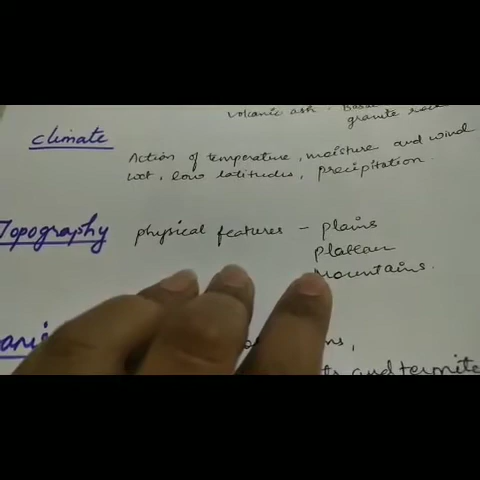 volcanic ash - Basa
granite rock
climate
Action of temperature, moisture and wind
low latitudes, precipitation.
Topography physical features - plains
plateau
mountains.
and termite